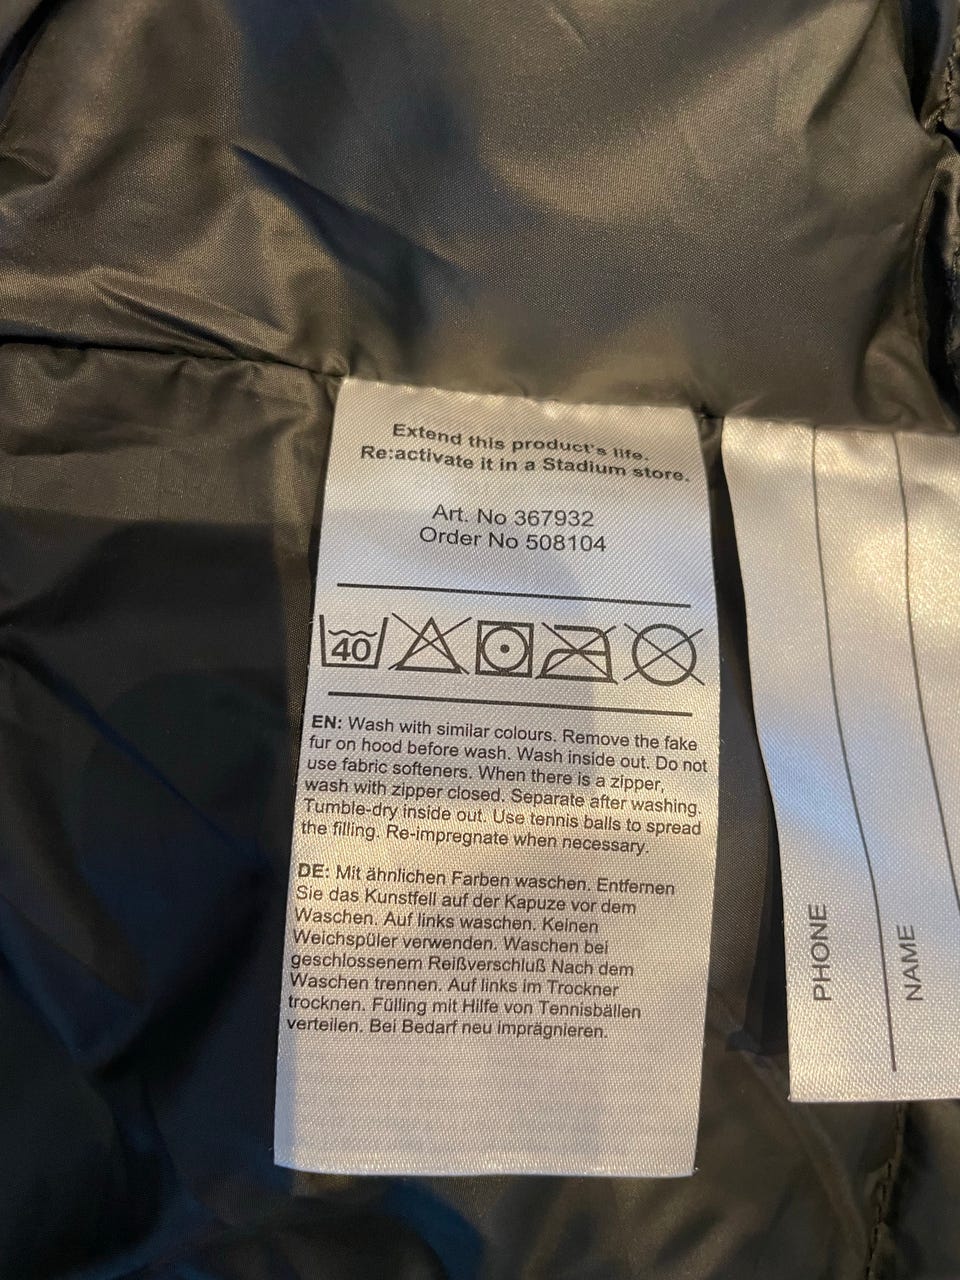 Extend this product's life.
Re:activate it in a Stadium store.
Art. No 367932
Order No 508104
40
EN: Wash with similar colours. Remove the fake
fur on hood before wash. Wash inside out. Do not
use fabric softeners. When there is a zipper,
wash with zipper closed. Separate after washing.
Tumble-dry inside out. Use tennis balls to spread
the filling. Re-impregnate when necessary.
DE: Mit ähnlichen Farben waschen. Entfernen
Sie das Kunstfell auf der Kapuze vor dem
Waschen. Auf links waschen. Keinen
Weichspüler verwenden. Waschen bei
geschlossenem Reißverschluß Nach dem
Waschen trennen. Auf links im Trockner
trocknen. Fülling mit Hilfe von Tennisbällen
verteilen. Bei Bedarf neu imprägnieren.
PHONE
NAME